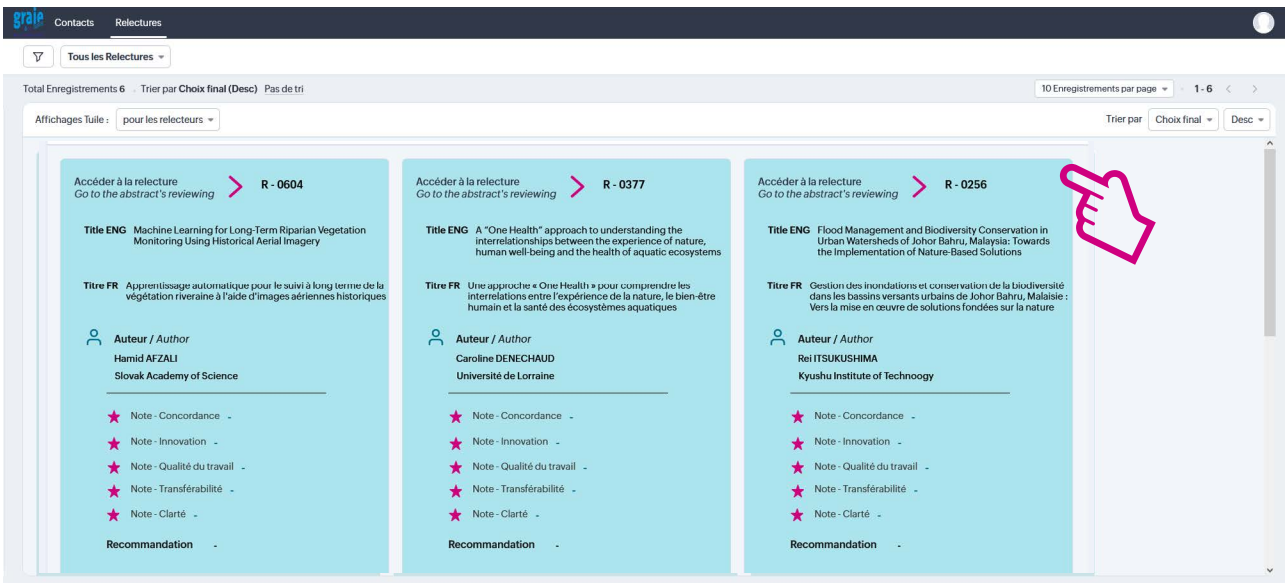 graie Contacts Relectures
Tous les Relectures
Total Enregistrements 6 . Trier par Choix final (Desc) Pas de tri 10 Enregistrements par page 1 - 6
Affichages Tuile : pour les relecteurs Trier par Choix final Desc
Accéder à la relecture
Go to the abstract's reviewing
R - 0604
Title ENG Machine Learning for Long-Term Riparian Vegetation
Monitoring Using Historical Aerial Imagery
Titre FR Apprentissage automatique pour le suivi à long terme de la
végétation riveraine à l'aide d'images aériennes historiques
Auteur / Author
Hamid AFZALI
Slovak Academy of Science
Note - Concordance -
Note - Innovation -
Note - Qualité du travail -
Note - Transférabilité -
Note - Clarté -
Recommandation -
Accéder à la relecture
Go to the abstract's reviewing
R - 0377
Title ENG A "One Health" approach to understanding the
interrelationships between the experience of nature,
human well-being and the health of aquatic ecosystems
Titre FR Une approche « One Health » pour comprendre les
interrelations entre l'expérience de la nature, le bien-être
humain et la santé des écosystèmes aquatiques
Auteur / Author
Caroline DENECHAUD
Université de Lorraine
Note - Concordance -
Note - Innovation -
Note - Qualité du travail -
Note - Transférabilité -
Note - Clarté -
Recommandation -
Accéder à la relecture
Go to the abstract's reviewing
R - 0256
Title ENG Flood Management and Biodiversity Conservation in
Urban Watersheds of Johor Bahru, Malaysia: Towards
the Implementation of Nature-Based Solutions
Titre FR Gestion des inondations et conservation de la biodiversité
dans les bassins versants urbains de Johor Bahru, Malaisie :
Vers la mise en œuvre de solutions fondées sur la nature
Auteur / Author
Rei ITSUKUSHIMA
Kyushu Institute of Technoogy
Note - Concordance -
Note - Innovation -
Note - Qualité du travail -
Note - Transférabilité -
Note - Clarté -
Recommandation -